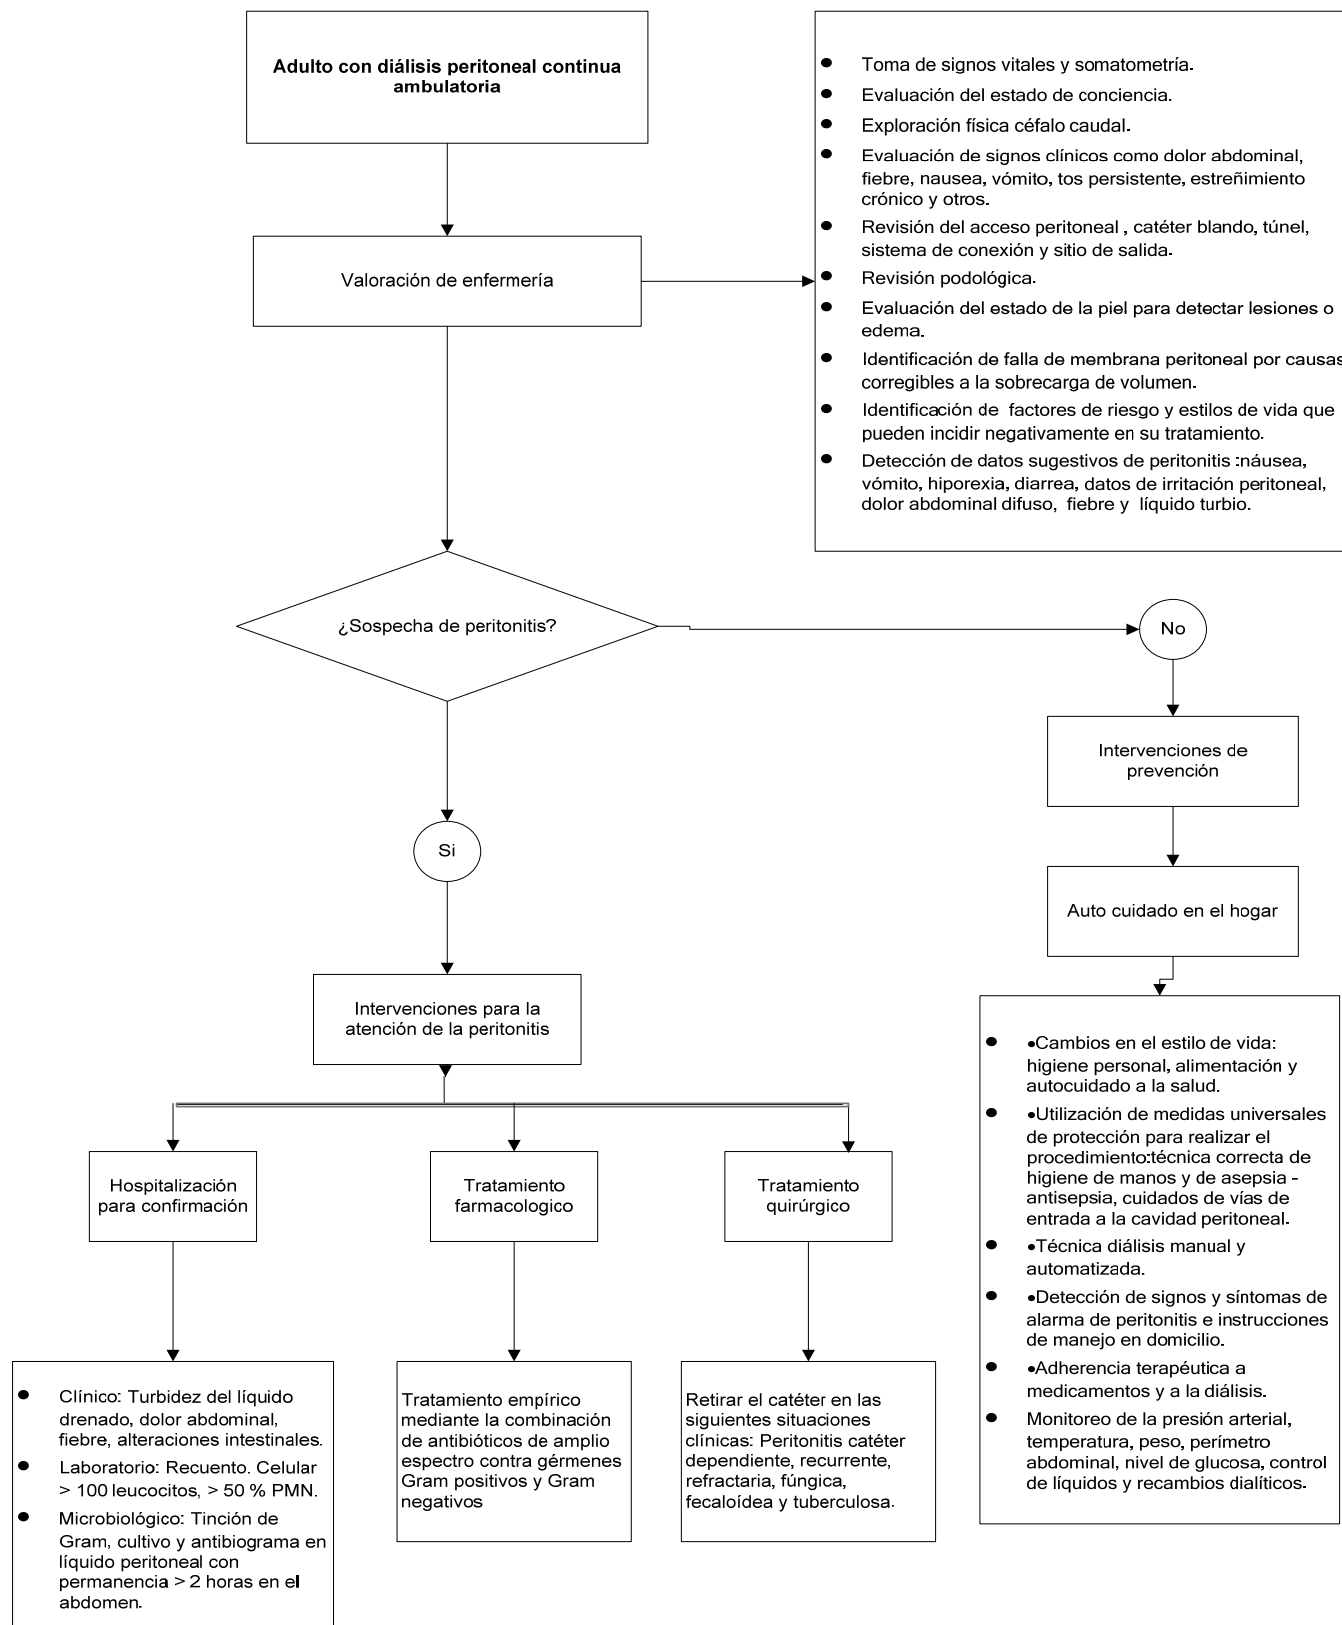 Adulto con diálisis peritoneal continua
ambulatoria
Valoración de enfermería
● Toma de signos vitales y somatometría.
● Evaluación del estado de conciencia.
● Exploración física céfalo caudal.
● Evaluación de signos clínicos como dolor abdominal,
fiebre, nausea, vómito, tos persistente, estreñimiento
crónico y otros.
● Revisión del acceso peritoneal , catéter blando, túnel,
sistema de conexión y sitio de salida.
● Revisión podológica.
● Evaluación del estado de la piel para detectar lesiones o
edema.
● Identificación de falla de membrana peritoneal por causas
corregibles a la sobrecarga de volumen.
● Identificación de factores de riesgo y estilos de vida que
pueden incidir negativamente en su tratamiento.
● Detección de datos sugestivos de peritonitis :náusea,
vómito, hiporexia, diarrea, datos de irritación peritoneal,
dolor abdominal difuso, fiebre y líquido turbio.
¿Sospecha de peritonitis?
No
Intervenciones de
prevención
Si
Auto cuidado en el hogar
Intervenciones para la
atención de la peritonitis
● •Cambios en el estilo de vida:
higiene personal, alimentación y
autocuidado a la salud.
● •Utilización de medidas universales
de protección para realizar el
procedimiento:técnica correcta de
higiene de manos y de asepsia -
antisepsia, cuidados de vías de
entrada a la cavidad peritoneal.
● •Técnica diálisis manual y
automatizada.
● •Detección de signos y síntomas de
alarma de peritonitis e instrucciones
de manejo en domicilio.
● •Adherencia terapéutica a
medicamentos y a la diálisis.
● Monitoreo de la presión arterial,
temperatura, peso, perímetro
abdominal, nivel de glucosa, control
de líquidos y recambios dialíticos.
Hospitalización
para confirmación
Tratamiento
farmacologico
Tratamiento
quirúrgico
● Clínico: Turbidez del líquido
drenado, dolor abdominal,
fiebre, alteraciones intestinales.
● Laboratorio: Recuento. Celular
> 100 leucocitos, > 50 % PMN.
● Microbiológico: Tinción de
Gram, cultivo y antibiograma en
líquido peritoneal con
permanencia > 2 horas en el
abdomen.
Tratamiento empírico
mediante la combinación
de antibióticos de amplio
espectro contra gérmenes
Gram positivos y Gram
negativos
Retirar el catéter en las
siguientes situaciones
clínicas: Peritonitis catéter
dependiente, recurrente,
refractaria, fúngica,
fecaloídea y tuberculosa.